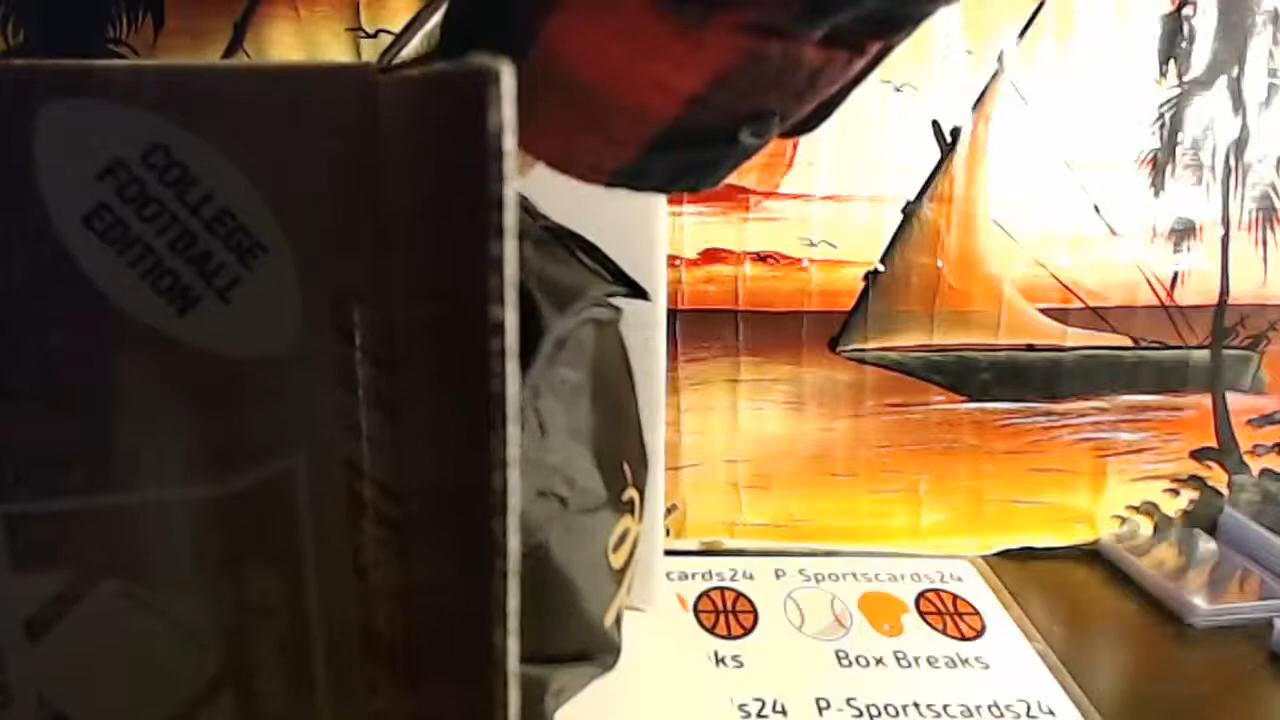 COLLEGE
FOOTBALL
EDITION
cards24 P-Sportscards24
ks Box Breaks
s24 P-Sportscards24